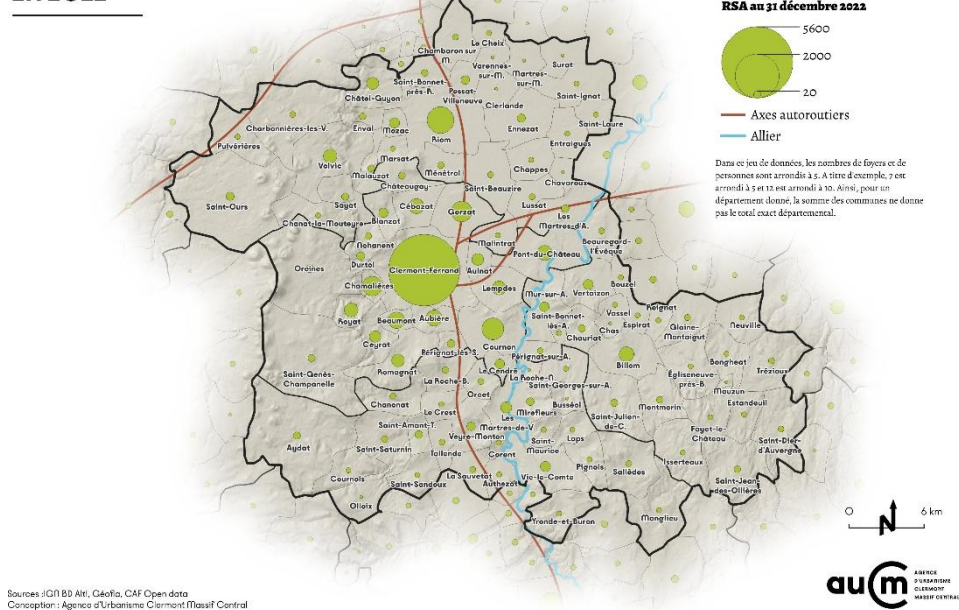 RSA au 31 décembre 2022
5600
2000
20
Axes autoroutiers
Allier
Dans ce jeu de données, les nombres de foyers et de
personnes sont arrondis à 5. A titre d'exemple, 7 est
arrondi à 5 et 12 est arrondi à 10. Ainsi, pour un
département donné, la somme des communes ne donne
pas le total exact départemental.
Le Cheix
Chambaron sur
M.
Varennes-
sur-M.
Surat
Martres-
sur-M.
Saint-Bonnet-
près-R.
Pessat-
Villeneuve
Châtel-Guyon
Saint-Ignat
Clerlande
Charbonnières-les-V.
Enval
Mozac
Riom
Ennezat
Saint-Laure
Pulvérières
Entraigues
Volvic
Marsat
Ménétrol
Chappes
Malauzat
Châteaugay
Saint-Beauzire
Chavaroux
Saint-Ours
Sayat
Cébazat
Gerzat
Lussat
Chanat-la-Mouteyre
Blanzat
Les
Martres-d'A.
Nohanent
Malintrat
Beauregard-
l'Évêque
Pont-du-Château
Durtol
Orcines
Clermont-Ferrand
Aulnat
Chamalières
Lempdes
Mur-sur-A.
Vertaizon
Bouzel
Royat
Beaumont
Aubière
Saint-Bonnet-
lès-A.
Vassel
Reignat
Chas
Espirat
Glaine-
Montaigut
Neuville
Ceyrat
Cournon
Chauriat
Pérignat-lès-S.
Pérignat-sur-A.
Billom
Bongheat
Trézioux
Romagnat
Le Cendre
Saint-Genès-
Champanelle
La Roche-B.
La Roche-N.
Saint-Georges-sur-A.
Égliseneuve-
près-B.
Mauzun
Orcet
Estandeuil
Chanonat
Le Crest
Mirefleurs
Busséol
Montmorin
Les
Martres-de-V.
Saint-Julien-
de-C.
Saint-Amant-T.
Fayet-le-
Château
Aydat
Saint-Saturnin
Veyre-Monton
Saint-
Maurice
Laps
Saint-Dier-
d'Auvergne
Tallende
Corent
Isserteaux
Pignols
Cournols
Saint-Sandoux
La Sauvetat
Authezat
Vic-le-Comte
Sallèdes
Saint-Jean-
des-Ollières
Olloix
Yronde-et-Buron
Manglieu
0
6 km
N
auCm
AGENCE
D'URBANISME
CLERMONT
MASSIF CENTRAL
Sources : IGN BD Alti, Géofla, CAF Open data
Conception : Agence d'Urbanisme Clermont Massif Central